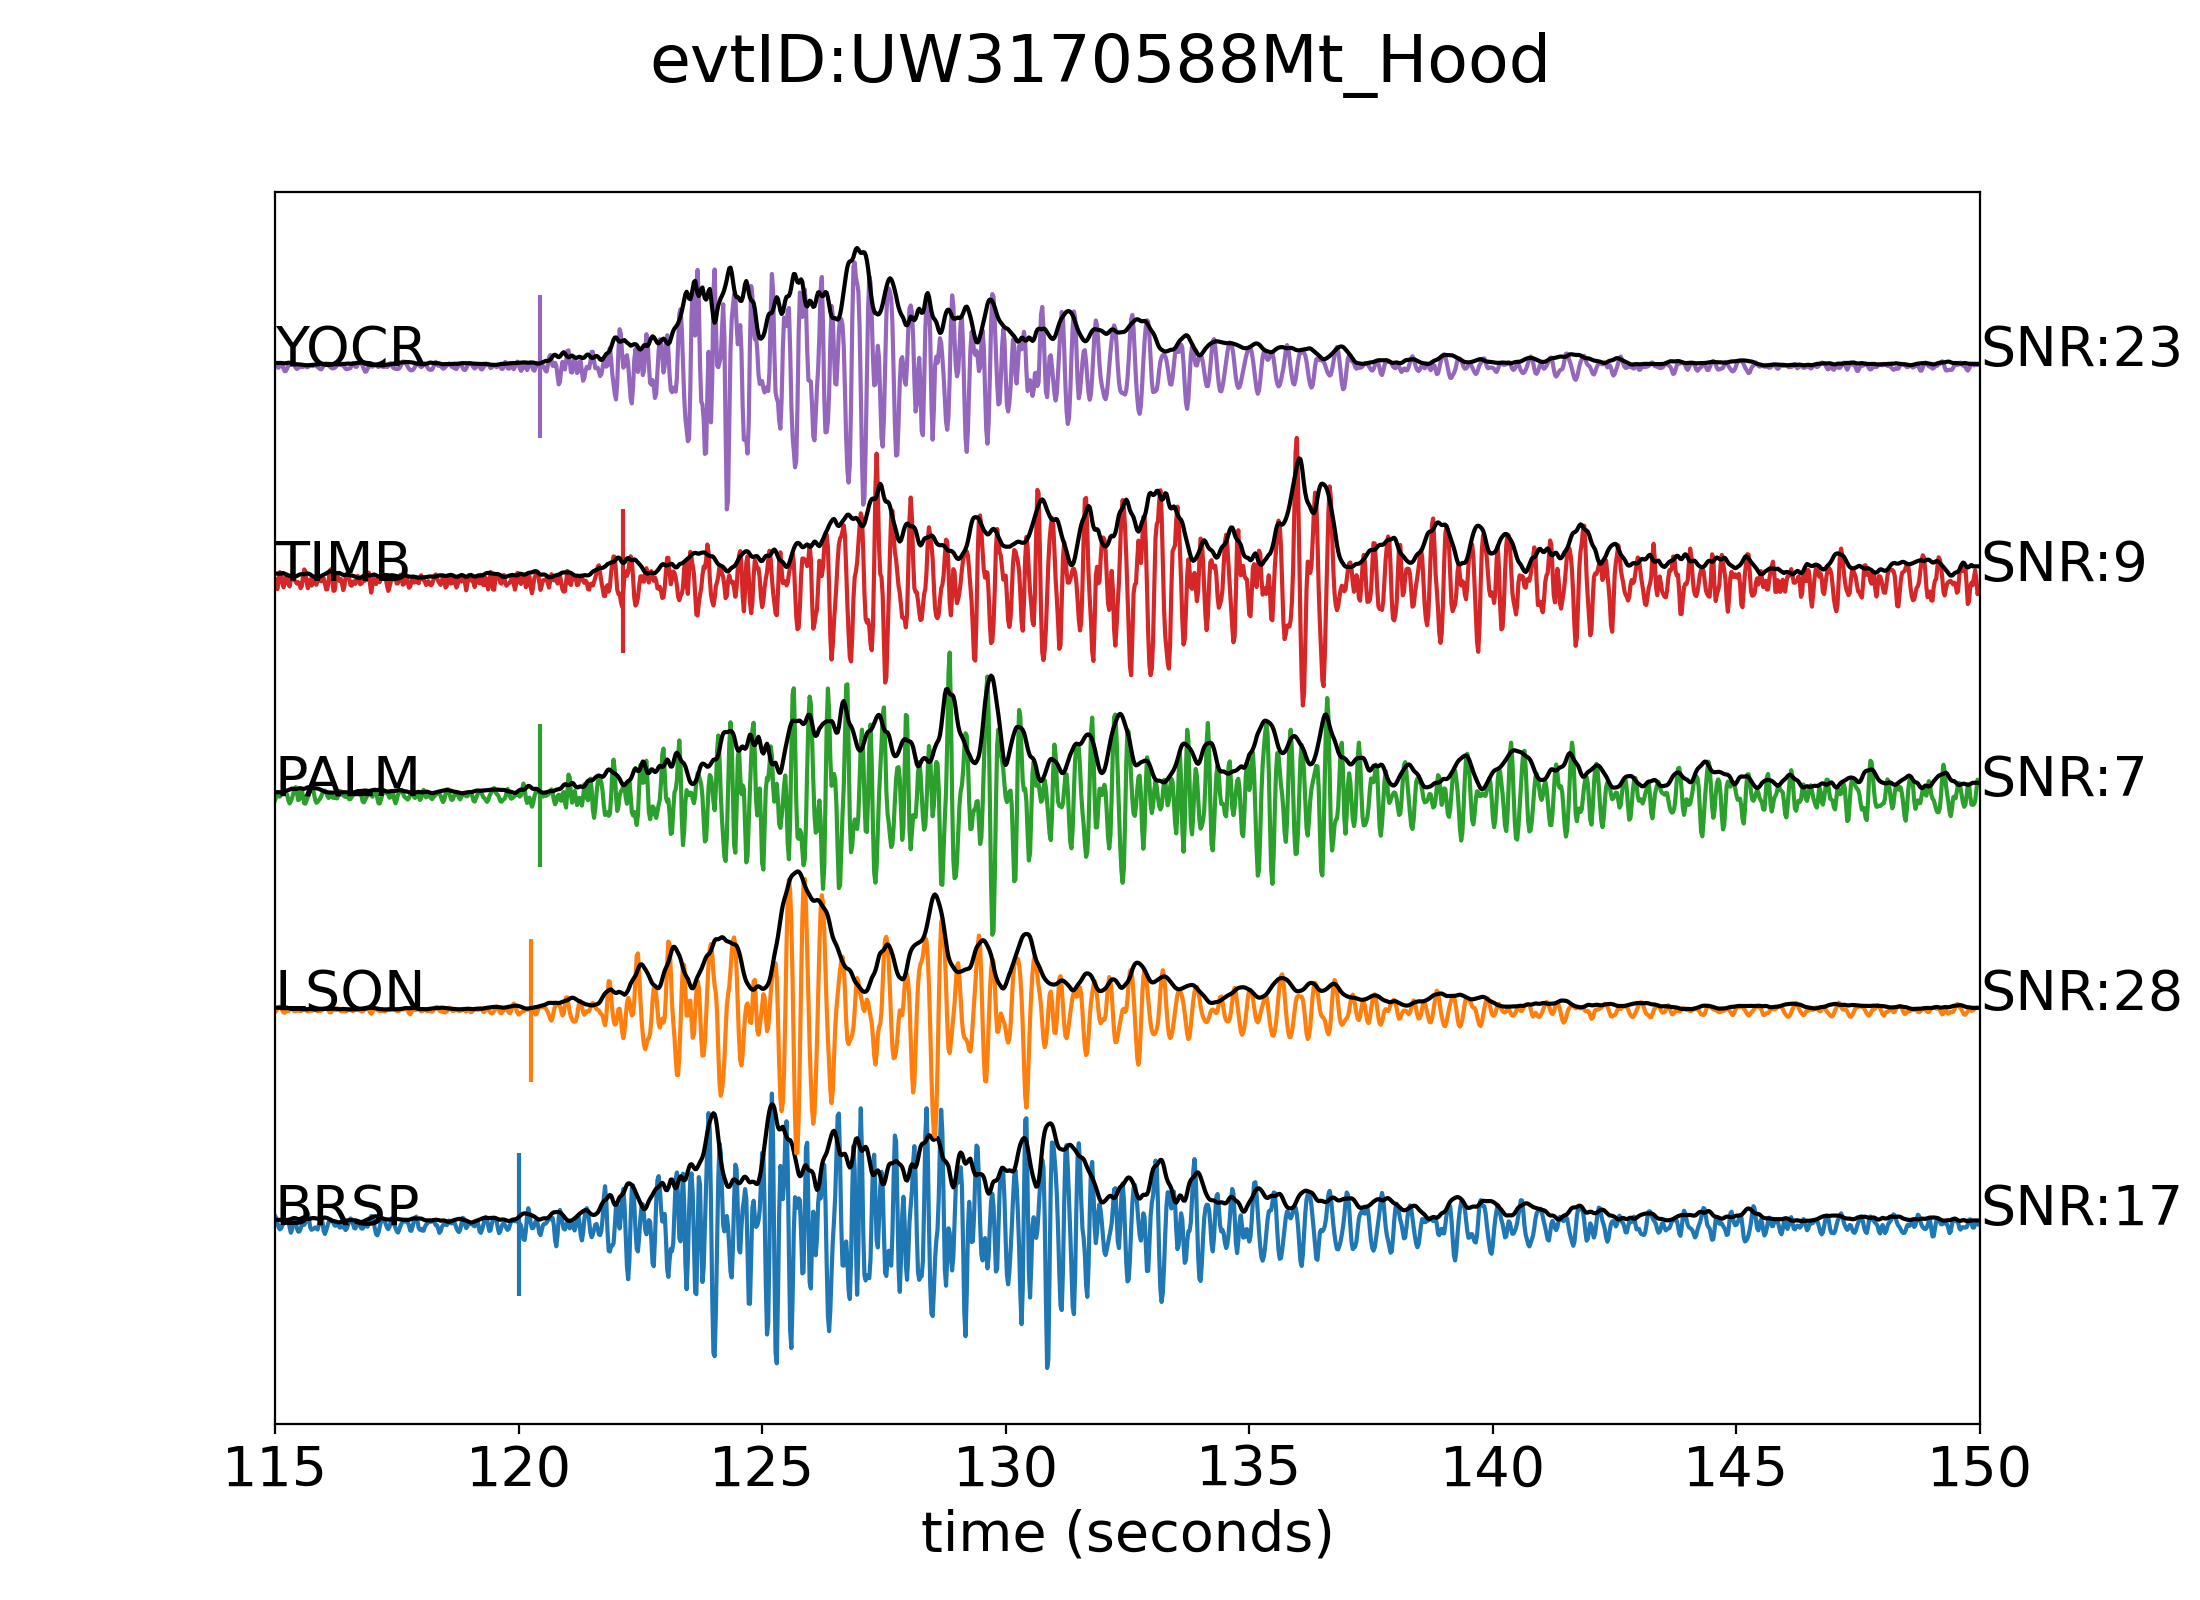 evtID:UW3170588Mt_Hood
YOCR SNR:23
TIMB SNR:9
PALM SNR:7
LSON SNR:28
BRSP SNR:17
115 120 125 130 135 140 145 150
time (seconds)